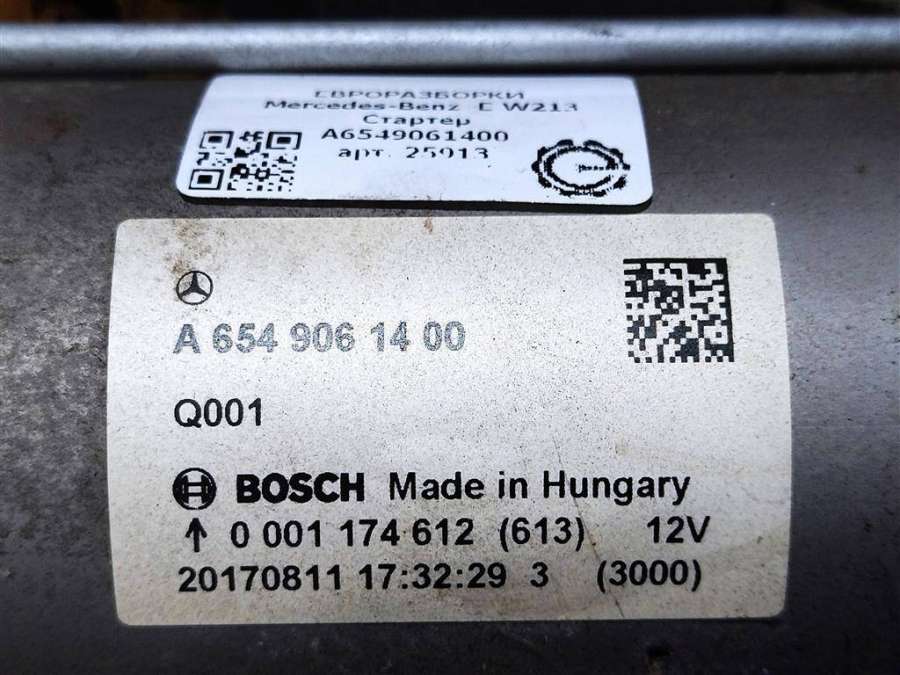 ЕВРОРАЗБОРКИ
Mercedes-Benz E W213
Стартер
A6549061400
арт. 25913
A 654 906 14 00
Q001
BOSCH Made in Hungary
↑ 0 001 174 612 (613) 12V
20170811 17:32:29 3 (3000)